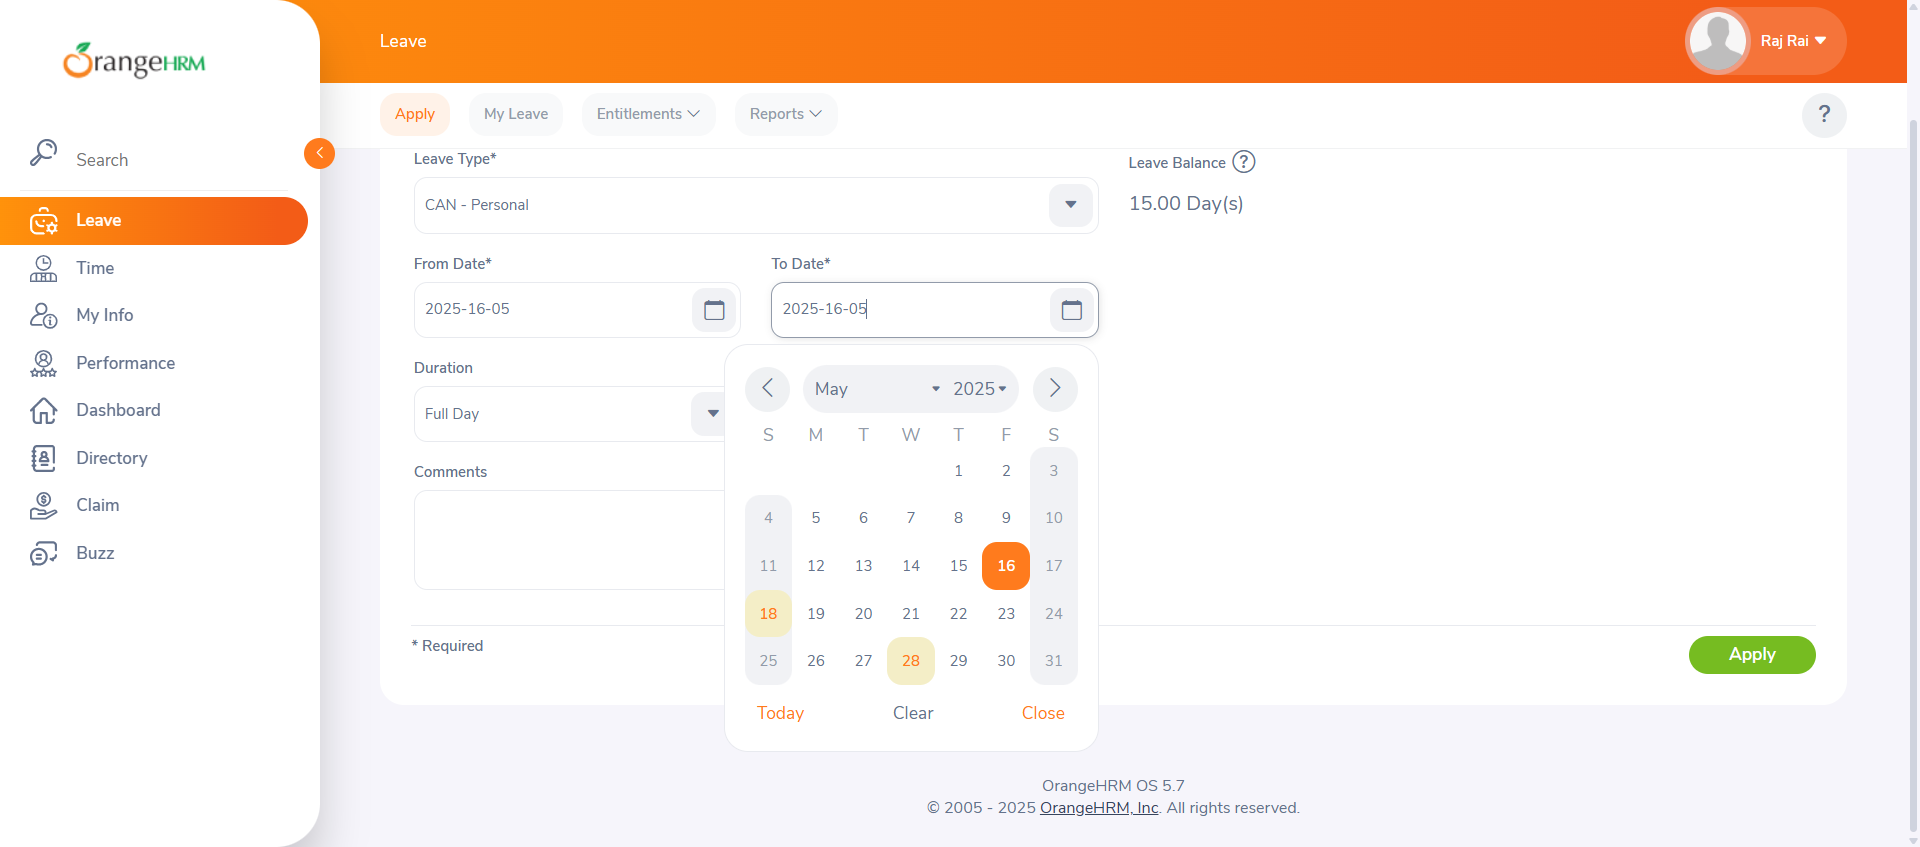 OrangeHRM
Search
Leave
Time
My Info
Performance
Dashboard
Directory
Claim
Buzz
Leave
Raj Rai
Apply
My Leave
Entitlements
Reports
?
Leave Type*
CAN - Personal
Leave Balance ?
15.00 Day(s)
From Date*
2025-16-05
To Date*
2025-16-05
Duration
Full Day
Comments
May 2025
S M T W T F S
1 2 3
4 5 6 7 8 9 10
11 12 13 14 15 16 17
18 19 20 21 22 23 24
25 26 27 28 29 30 31
Today Clear Close
* Required
Apply
OrangeHRM OS 5.7
© 2005 - 2025 OrangeHRM, Inc. All rights reserved.